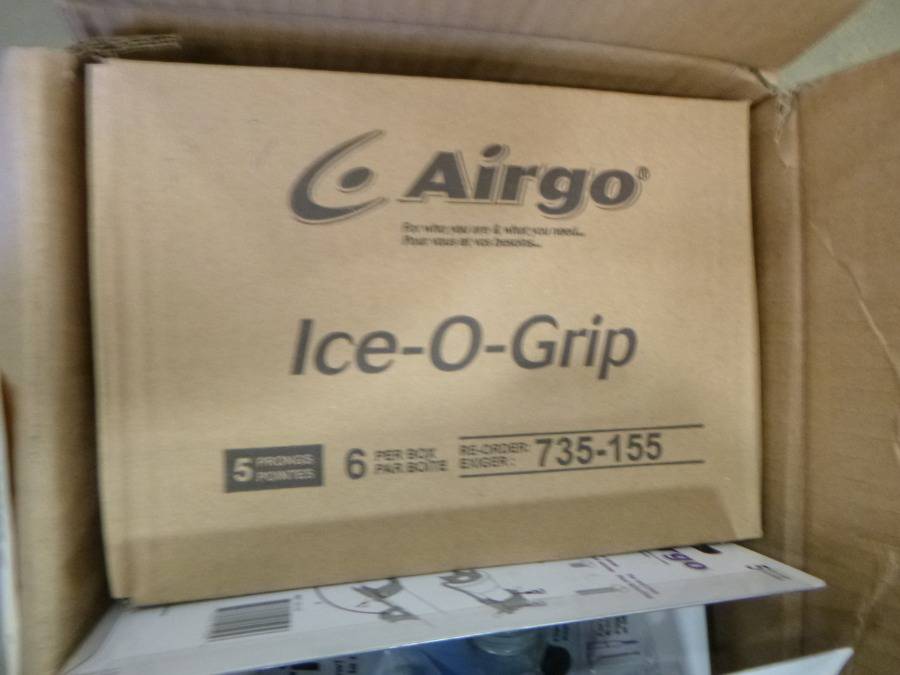 Airgo®
For who you are & what you need...
Pour vous et vos besoins...
Ice-O-Grip
5 PRONGS
POINTES
6 PER BOX
PAR BOÎTE
RE-ORDER:
EXIGER : 735-155